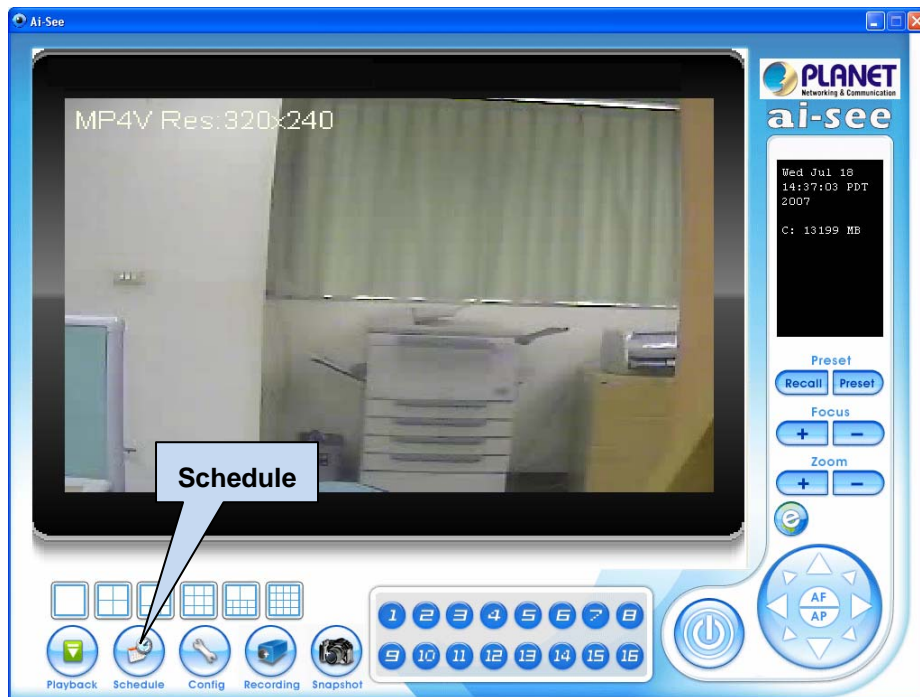 Ai-See
MP4V Res:320x240
PLANET
Networking & Communication
ai-see
Wed Jul 18
14:37:03 PDT
2007
C: 13199 MB
Preset
Recall Preset
Focus
+ −
Zoom
+ −
e
AF
AP
Schedule
1 2 3 4 5 6 7 8
9 10 11 12 13 14 15 16
Playback Schedule Config Recording Snapshot